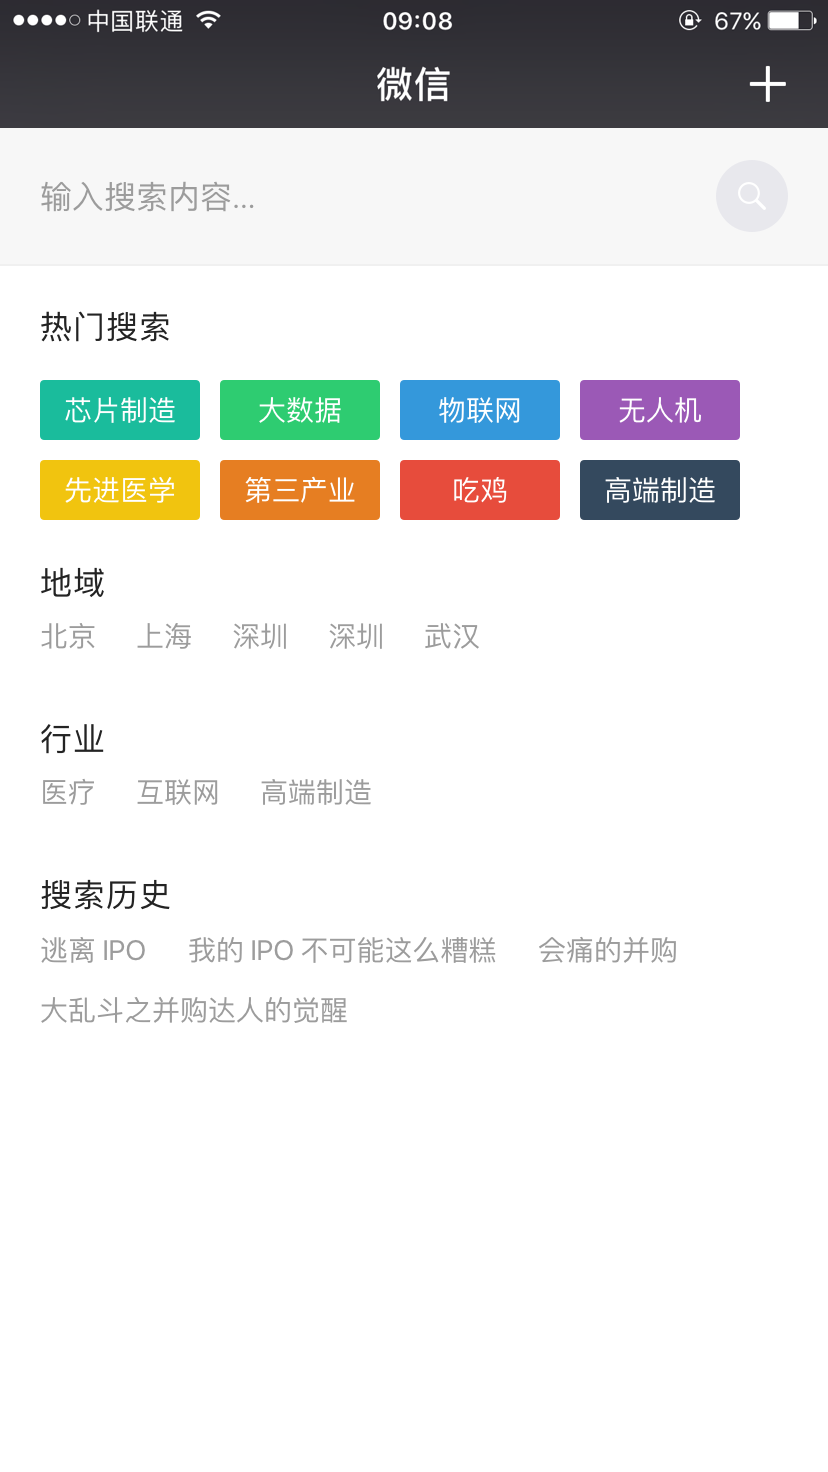 中国联通 09:08 67%
微信
输入搜索内容...
热门搜索
芯片制造 大数据 物联网 无人机
先进医学 第三产业 吃鸡 高端制造
地域
北京 上海 深圳 深圳 武汉
行业
医疗 互联网 高端制造
搜索历史
逃离 IPO 我的 IPO 不可能这么糟糕 会痛的并购
大乱斗之并购达人的觉醒